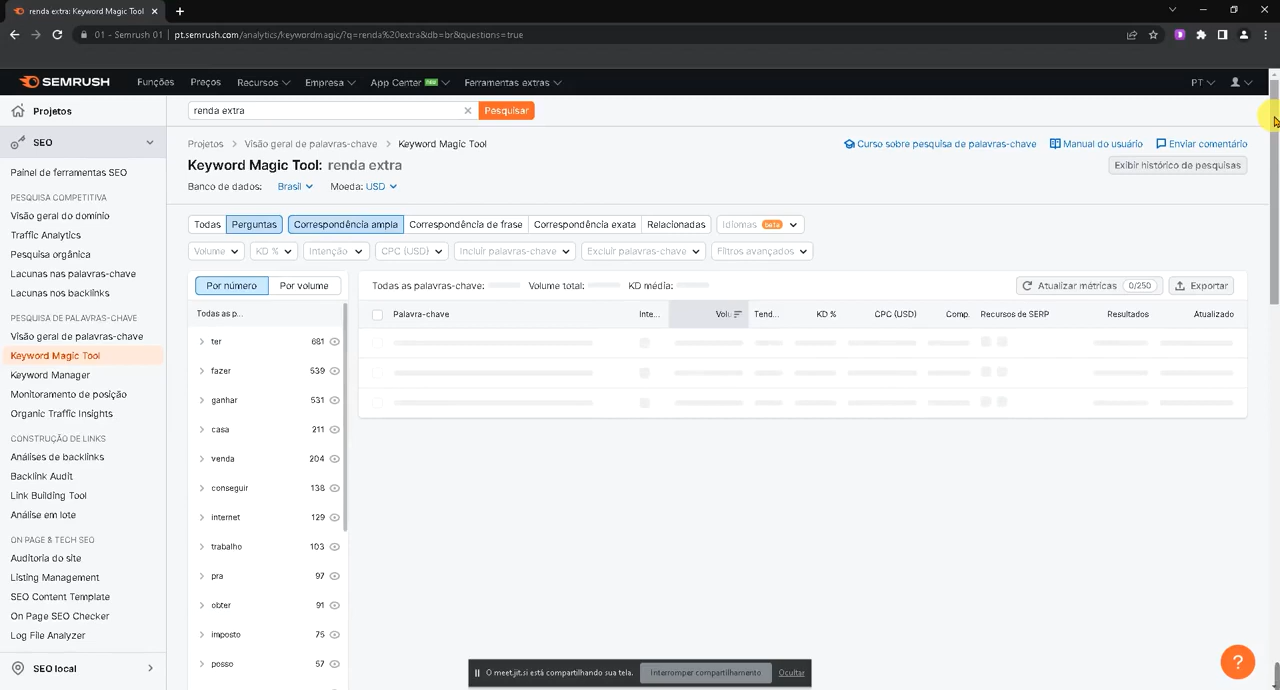 renda extra: Keyword Magic Tool
01 - Semrush 01 | pt.semrush.com/analytics/keywordmagic/?q=renda%20extra&db=br&questions=true
SEMRUSH
Funções
Preços
Recursos
Empresa
App Center NEW
Ferramentas extras
PT
Projetos
renda extra
Pesquisar
SEO
Projetos > Visão geral de palavras-chave > Keyword Magic Tool
Curso sobre pesquisa de palavras-chave
Manual do usuário
Enviar comentário
Keyword Magic Tool: renda extra
Exibir histórico de pesquisas
Banco de dados: Brasil
Moeda: USD
Painel de ferramentas SEO
PESQUISA COMPETITIVA
Visão geral do domínio
Traffic Analytics
Pesquisa orgânica
Lacunas nas palavras-chave
Lacunas nos backlinks
PESQUISA DE PALAVRAS-CHAVE
Visão geral de palavras-chave
Keyword Magic Tool
Keyword Manager
Monitoramento de posição
Organic Traffic Insights
CONSTRUÇÃO DE LINKS
Análises de backlinks
Backlink Audit
Link Building Tool
Análise em lote
ON PAGE & TECH SEO
Auditoria do site
Listing Management
SEO Content Template
On Page SEO Checker
Log File Analyzer
SEO local
Todas
Perguntas
Correspondência ampla
Correspondência de frase
Correspondência exata
Relacionadas
Idiomas beta
Volume
KD %
Intenção
CPC (USD)
Incluir palavras-chave
Excluir palavras-chave
Filtros avançados
Por número
Por volume
Todas as palavras-chave:
Volume total:
KD média:
Atualizar métricas 0/250
Exportar
Todas as p...
Palavra-chave
Inte...
Volu
Tend...
KD %
CPC (USD)
Comp.
Recursos de SERP
Resultados
Atualizado
ter 681
fazer 539
ganhar 531
casa 211
venda 204
conseguir 138
internet 129
trabalho 103
pra 97
obter 91
imposto 75
posso 57
O meet.jit.si está compartilhando sua tela.
Interromper compartilhamento
Ocultar
?